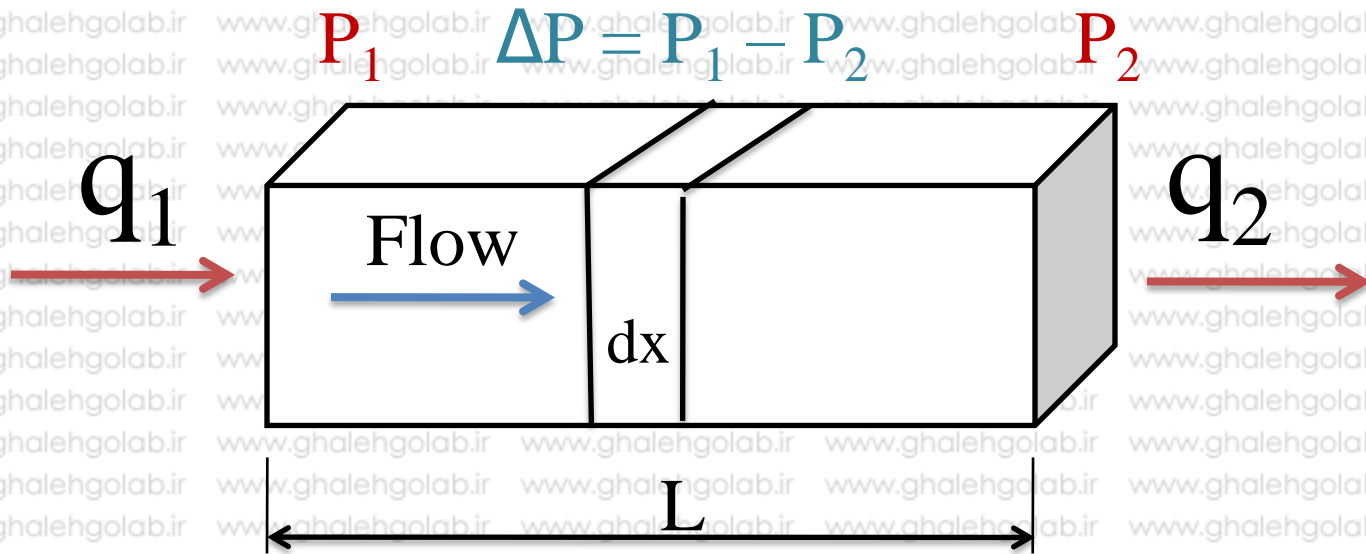 P₁ ΔP = P₁ − P₂ P₂
q₁ q₂
Flow
dx
L
www.ghalehgolab.ir